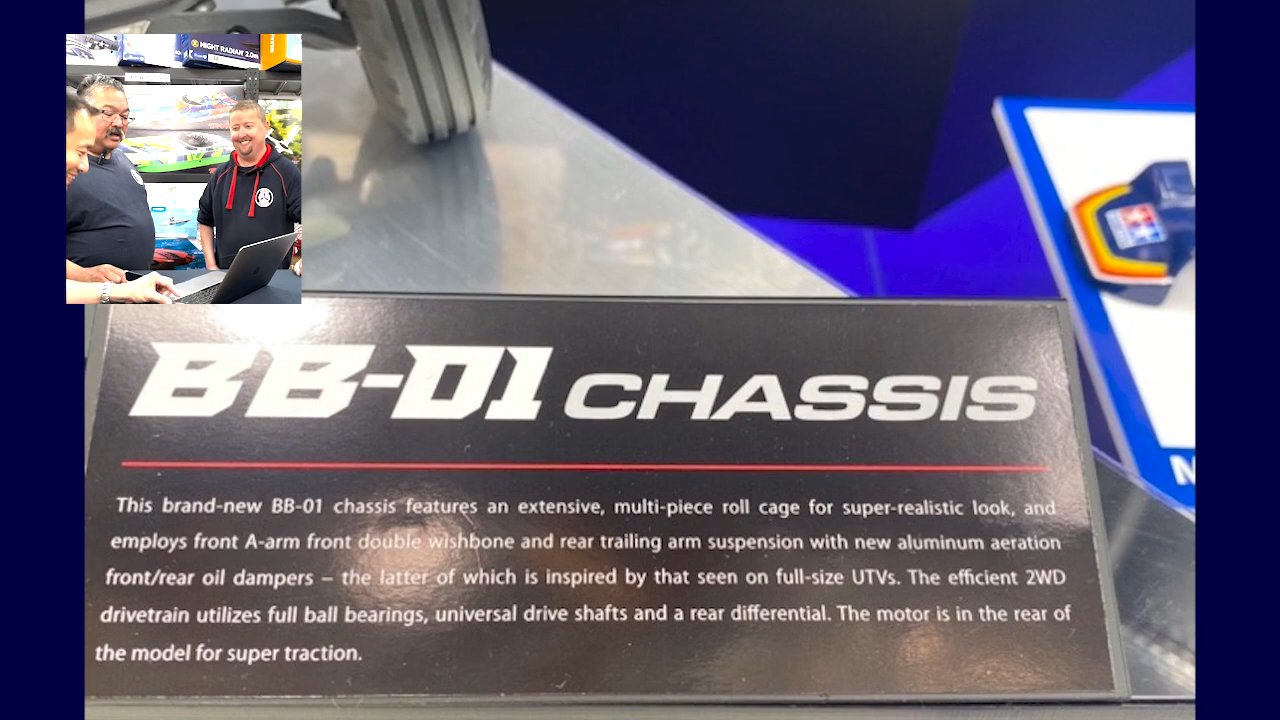 NIGHT RADIAN 2.0m
BB-01 CHASSIS
This brand-new BB-01 chassis features an extensive, multi-piece roll cage for super-realistic look, and
employs front A-arm front double wishbone and rear trailing arm suspension with new aluminum aeration
front/rear oil dampers – the latter of which is inspired by that seen on full-size UTVs. The efficient 2WD
drivetrain utilizes full ball bearings, universal drive shafts and a rear differential. The motor is in the rear of
the model for super traction.